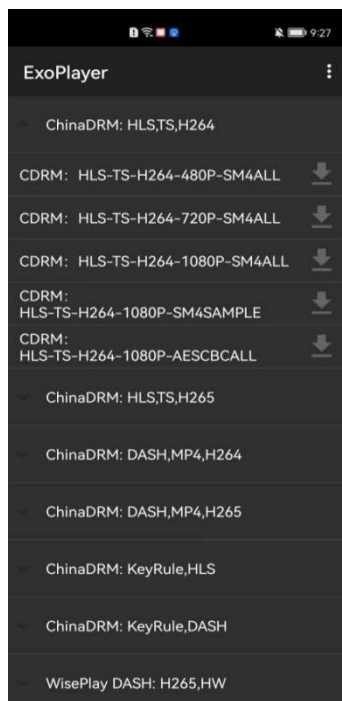 9:27
ExoPlayer
ChinaDRM: HLS,TS,H264
CDRM: HLS-TS-H264-480P-SM4ALL
CDRM: HLS-TS-H264-720P-SM4ALL
CDRM: HLS-TS-H264-1080P-SM4ALL
CDRM:
HLS-TS-H264-1080P-SM4SAMPLE
CDRM:
HLS-TS-H264-1080P-AESCBCALL
ChinaDRM: HLS,TS,H265
ChinaDRM: DASH,MP4,H264
ChinaDRM: DASH,MP4,H265
ChinaDRM: KeyRule,HLS
ChinaDRM: KeyRule,DASH
WisePlay DASH: H265,HW